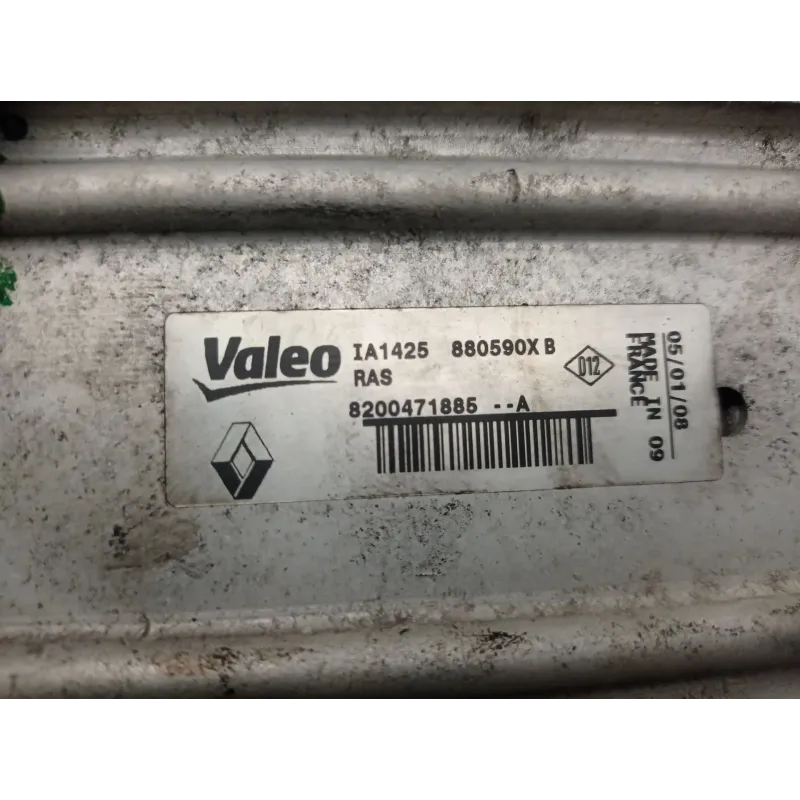 Valeo IA1425 880590X B
RAS
D12
8200471885 --A
05/01/08
MADE IN 09
FRANCE